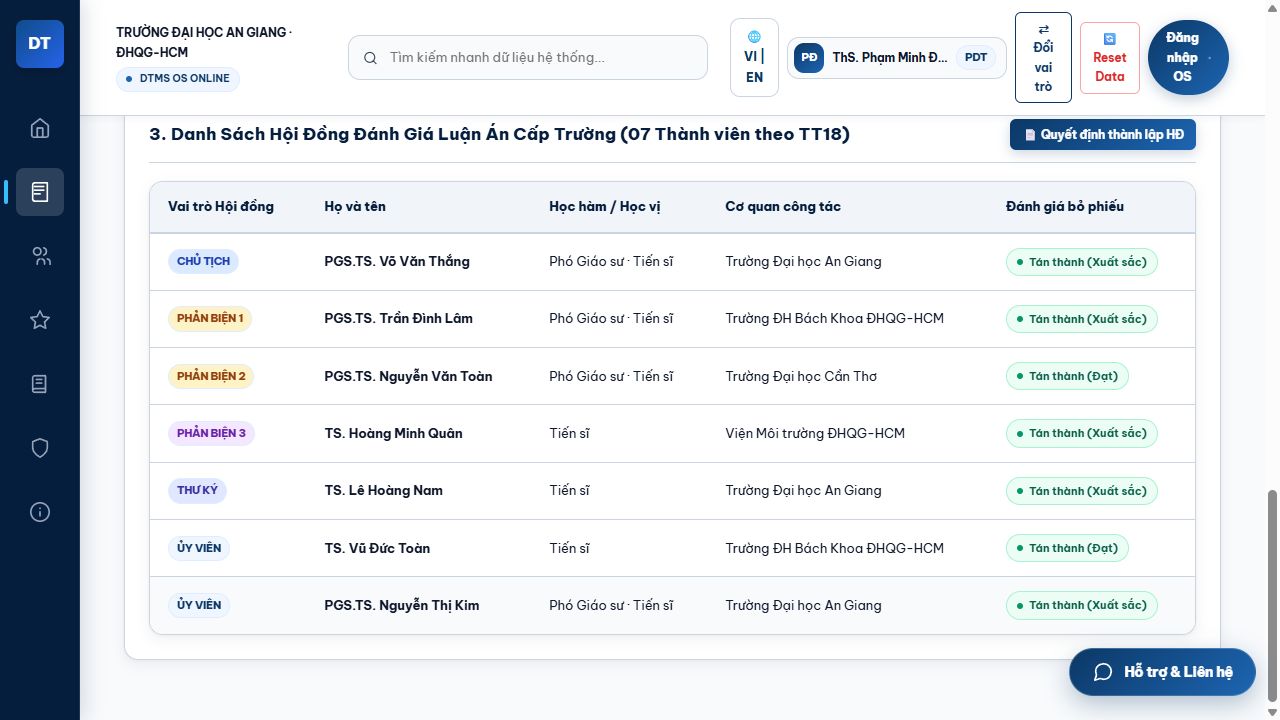 DT
TRƯỜNG ĐẠI HỌC AN GIANG ·
ĐHQG-HCM
DTMS OS ONLINE
Tìm kiếm nhanh dữ liệu hệ thống...
VI |
EN
PĐ
ThS. Phạm Minh Đ...
PDT
Đổi
vai
trò
Reset
Data
Đăng
nhập
OS
3. Danh Sách Hội Đồng Đánh Giá Luận Án Cấp Trường (07 Thành viên theo TT18)
Quyết định thành lập HĐ
Vai trò Hội đồng Họ và tên Học hàm / Học vị Cơ quan công tác Đánh giá bỏ phiếu
CHỦ TỊCH PGS.TS. Võ Văn Thắng Phó Giáo sư · Tiến sĩ Trường Đại học An Giang Tán thành (Xuất sắc)
PHẢN BIỆN 1 PGS.TS. Trần Đình Lâm Phó Giáo sư · Tiến sĩ Trường ĐH Bách Khoa ĐHQG-HCM Tán thành (Xuất sắc)
PHẢN BIỆN 2 PGS.TS. Nguyễn Văn Toàn Phó Giáo sư · Tiến sĩ Trường Đại học Cần Thơ Tán thành (Đạt)
PHẢN BIỆN 3 TS. Hoàng Minh Quân Tiến sĩ Viện Môi trường ĐHQG-HCM Tán thành (Xuất sắc)
THƯ KÝ TS. Lê Hoàng Nam Tiến sĩ Trường Đại học An Giang Tán thành (Xuất sắc)
ỦY VIÊN TS. Vũ Đức Toàn Tiến sĩ Trường ĐH Bách Khoa ĐHQG-HCM Tán thành (Đạt)
ỦY VIÊN PGS.TS. Nguyễn Thị Kim Phó Giáo sư · Tiến sĩ Trường Đại học An Giang Tán thành (Xuất sắc)
Hỗ trợ & Liên hệ